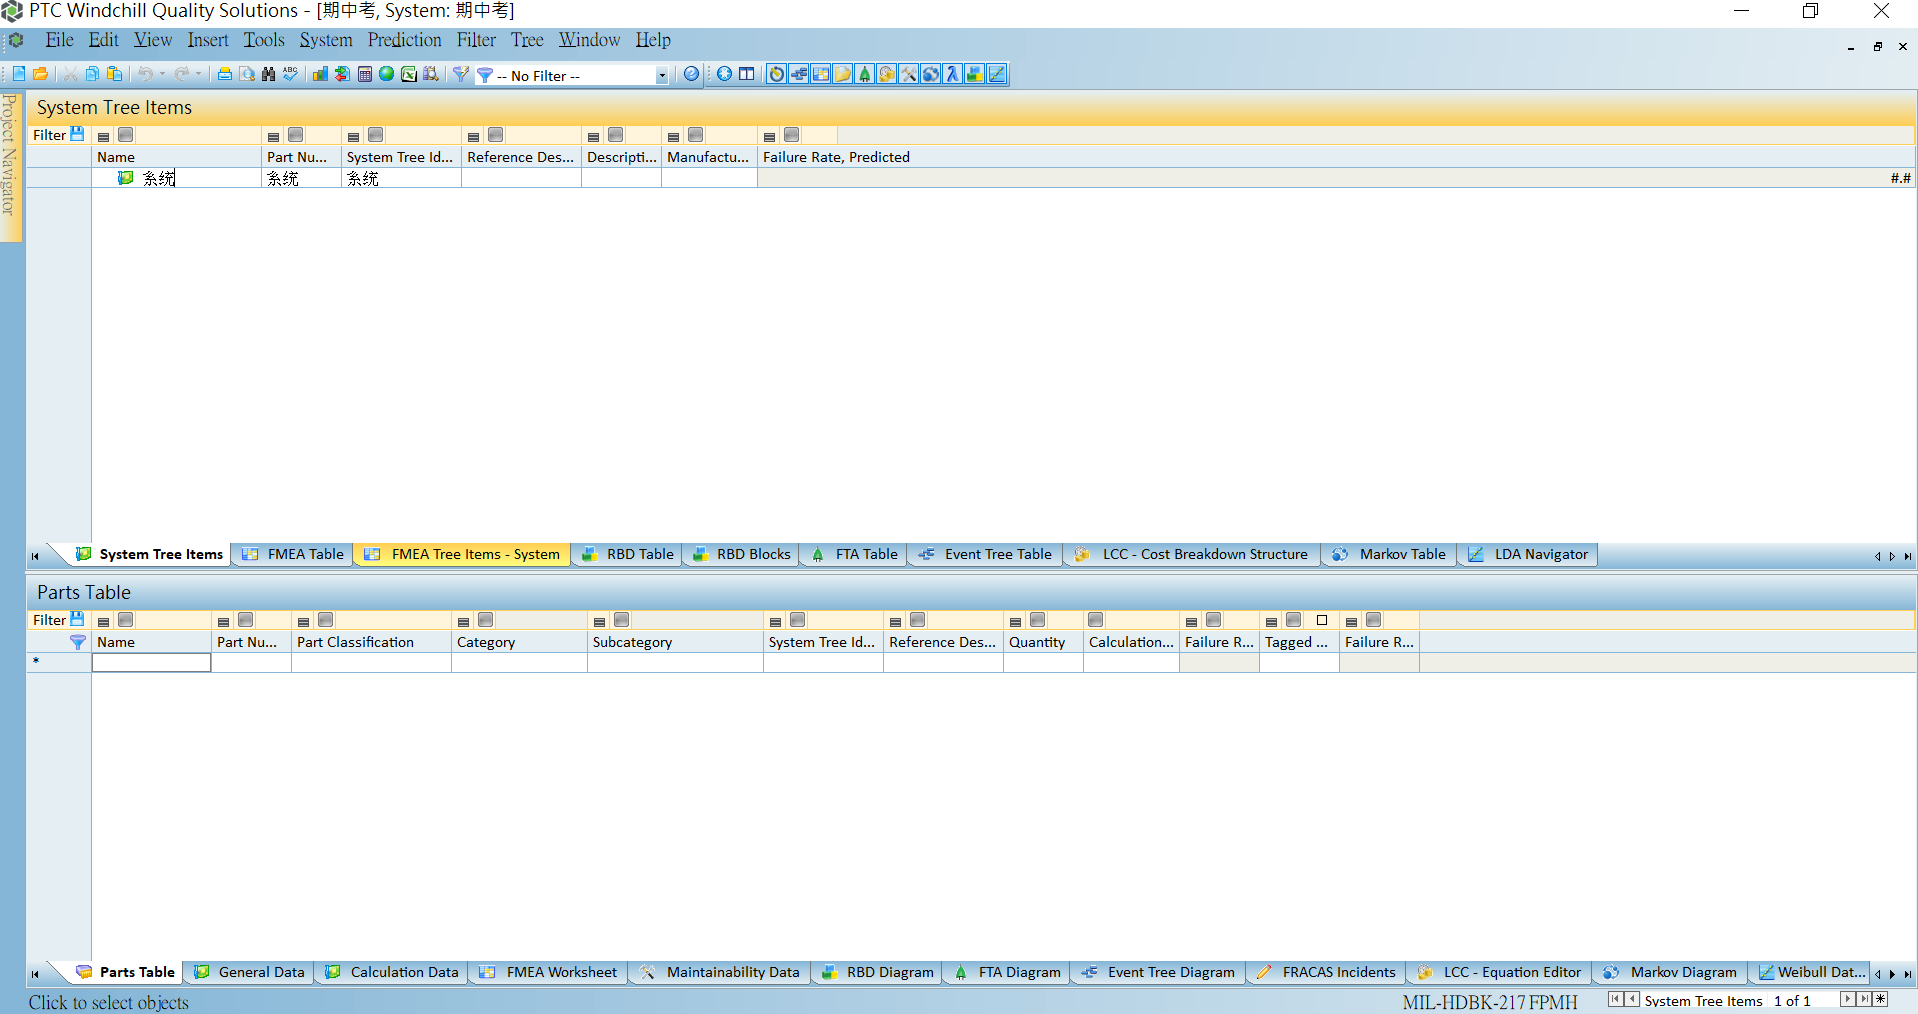 PTC Windchill Quality Solutions - [期中考, System: 期中考]
File Edit View Insert Tools System Prediction Filter Tree Window Help
-- No Filter --
Project Navigator
System Tree Items
Filter
Name Part Nu... System Tree Id... Reference Des... Descripti... Manufactu... Failure Rate, Predicted
系统 系统 系统 #.#
System Tree Items FMEA Table FMEA Tree Items - System RBD Table RBD Blocks FTA Table Event Tree Table LCC - Cost Breakdown Structure Markov Table LDA Navigator
Parts Table
Filter
Name Part Nu... Part Classification Category Subcategory System Tree Id... Reference Des... Quantity Calculation... Failure R... Tagged ... Failure R...
*
Parts Table General Data Calculation Data FMEA Worksheet Maintainability Data RBD Diagram FTA Diagram Event Tree Diagram FRACAS Incidents LCC - Equation Editor Markov Diagram Weibull Dat...
Click to select objects MIL-HDBK-217 FPMH System Tree Items 1 of 1